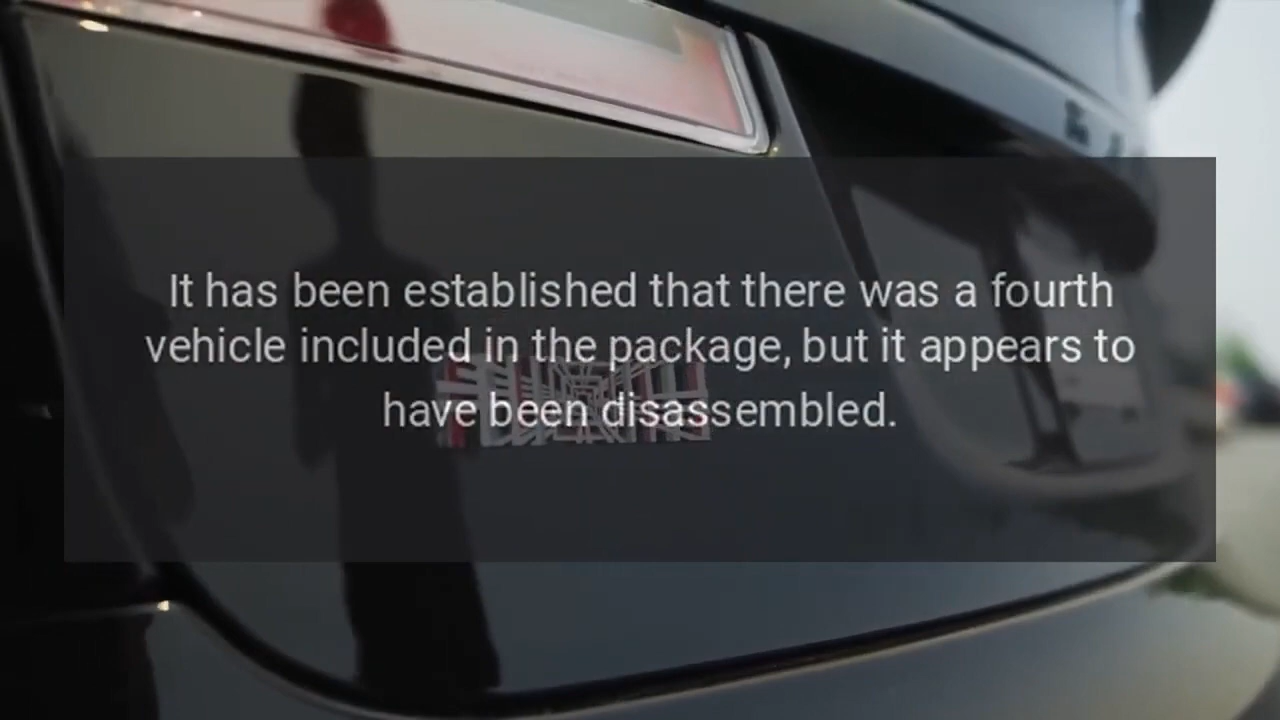 It has been established that there was a fourth
vehicle included in the package, but it appears to
have been disassembled.